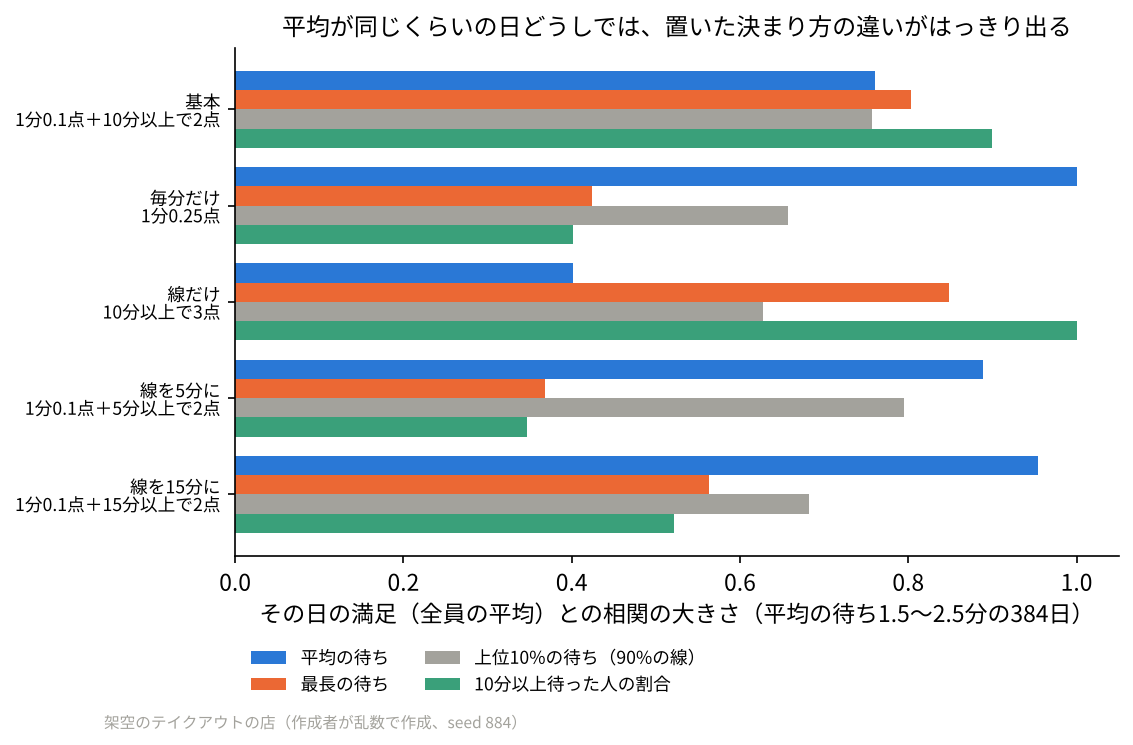 平均が同じくらいの日どうしでは、置いた決まり方の違いがはっきり出る
基本
1分0.1点＋10分以上で2点
毎分だけ
1分0.25点
線だけ
10分以上で3点
線を5分に
1分0.1点＋5分以上で2点
線を15分に
1分0.1点＋15分以上で2点
0.0 0.2 0.4 0.6 0.8 1.0
その日の満足（全員の平均）との相関の大きさ（平均の待ち1.5〜2.5分の384日）
平均の待ち
最長の待ち
上位10%の待ち（90%の線）
10分以上待った人の割合
架空のテイクアウトの店（作成者が乱数で作成、seed 884）